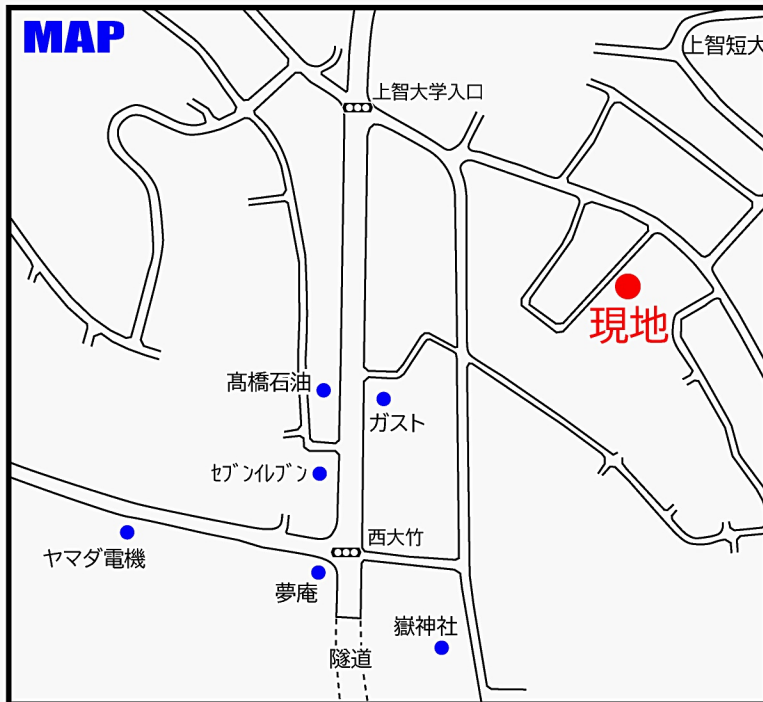 MAP
上智短大
上智大学入口
現地
髙橋石油
ガスト
ｾﾌﾞﾝｲﾚﾌﾞﾝ
西大竹
ヤマダ電機
夢庵
嶽神社
隧道